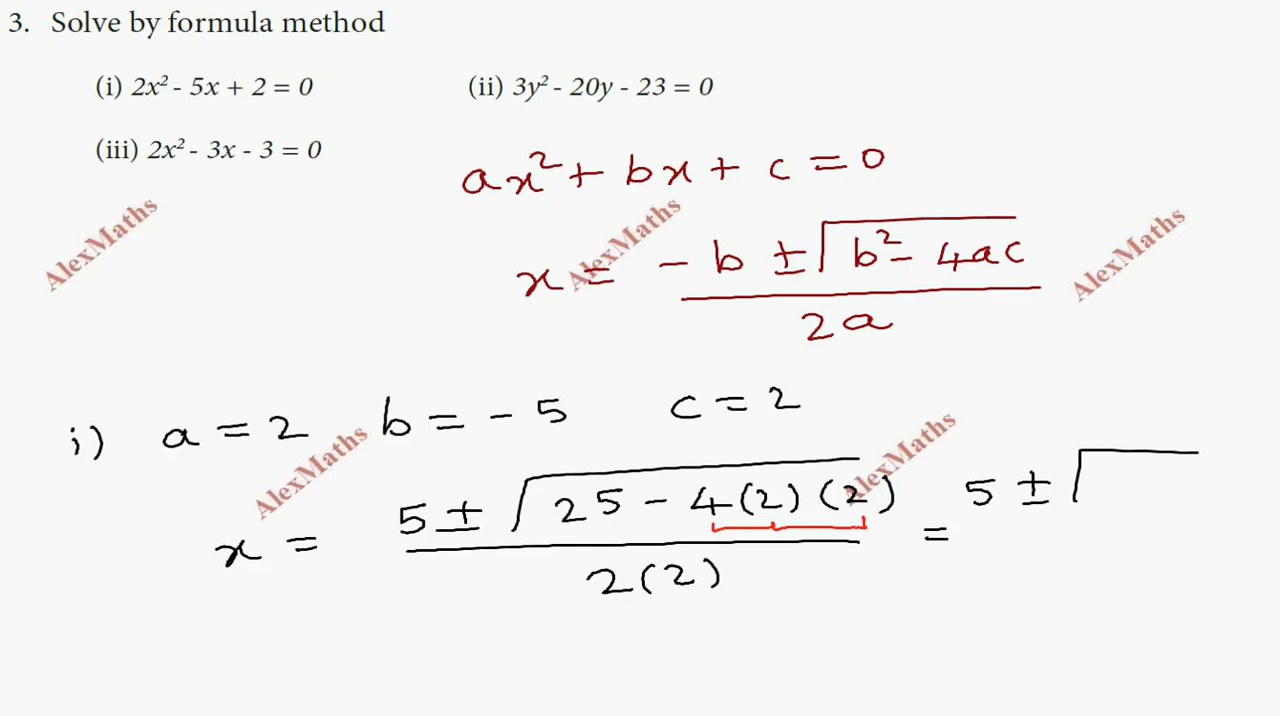 3. Solve by formula method
(i) 2x² - 5x + 2 = 0 (ii) 3y² - 20y - 23 = 0
(iii) 2x² - 3x - 3 = 0
ax² + bx + c = 0
AlexMaths AlexMaths AlexMaths
x = -b ± √(b² - 4ac) / 2a
i) a = 2 b = -5 c = 2
AlexMaths AlexMaths
x = 5 ± √(25 - 4(2)(2)) / 2(2) = 5 ± √